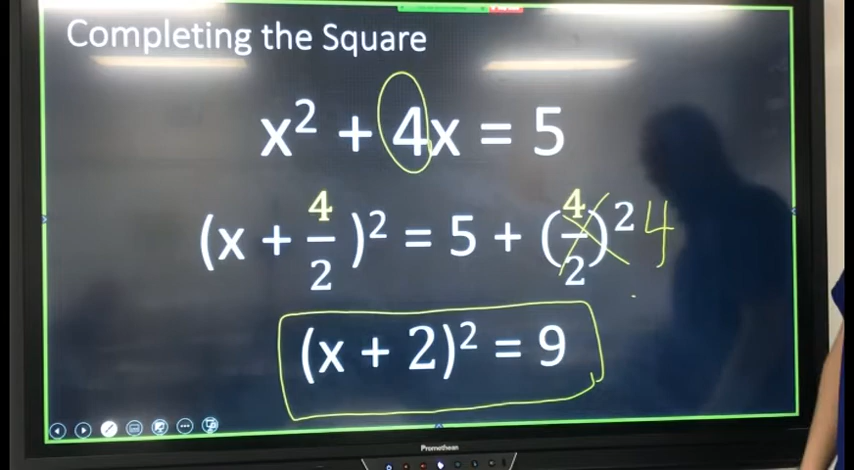 Completing the Square
x² + 4x = 5
(x + 4/2)² = 5 + (4/2)² 4
(x + 2)² = 9
Promethean